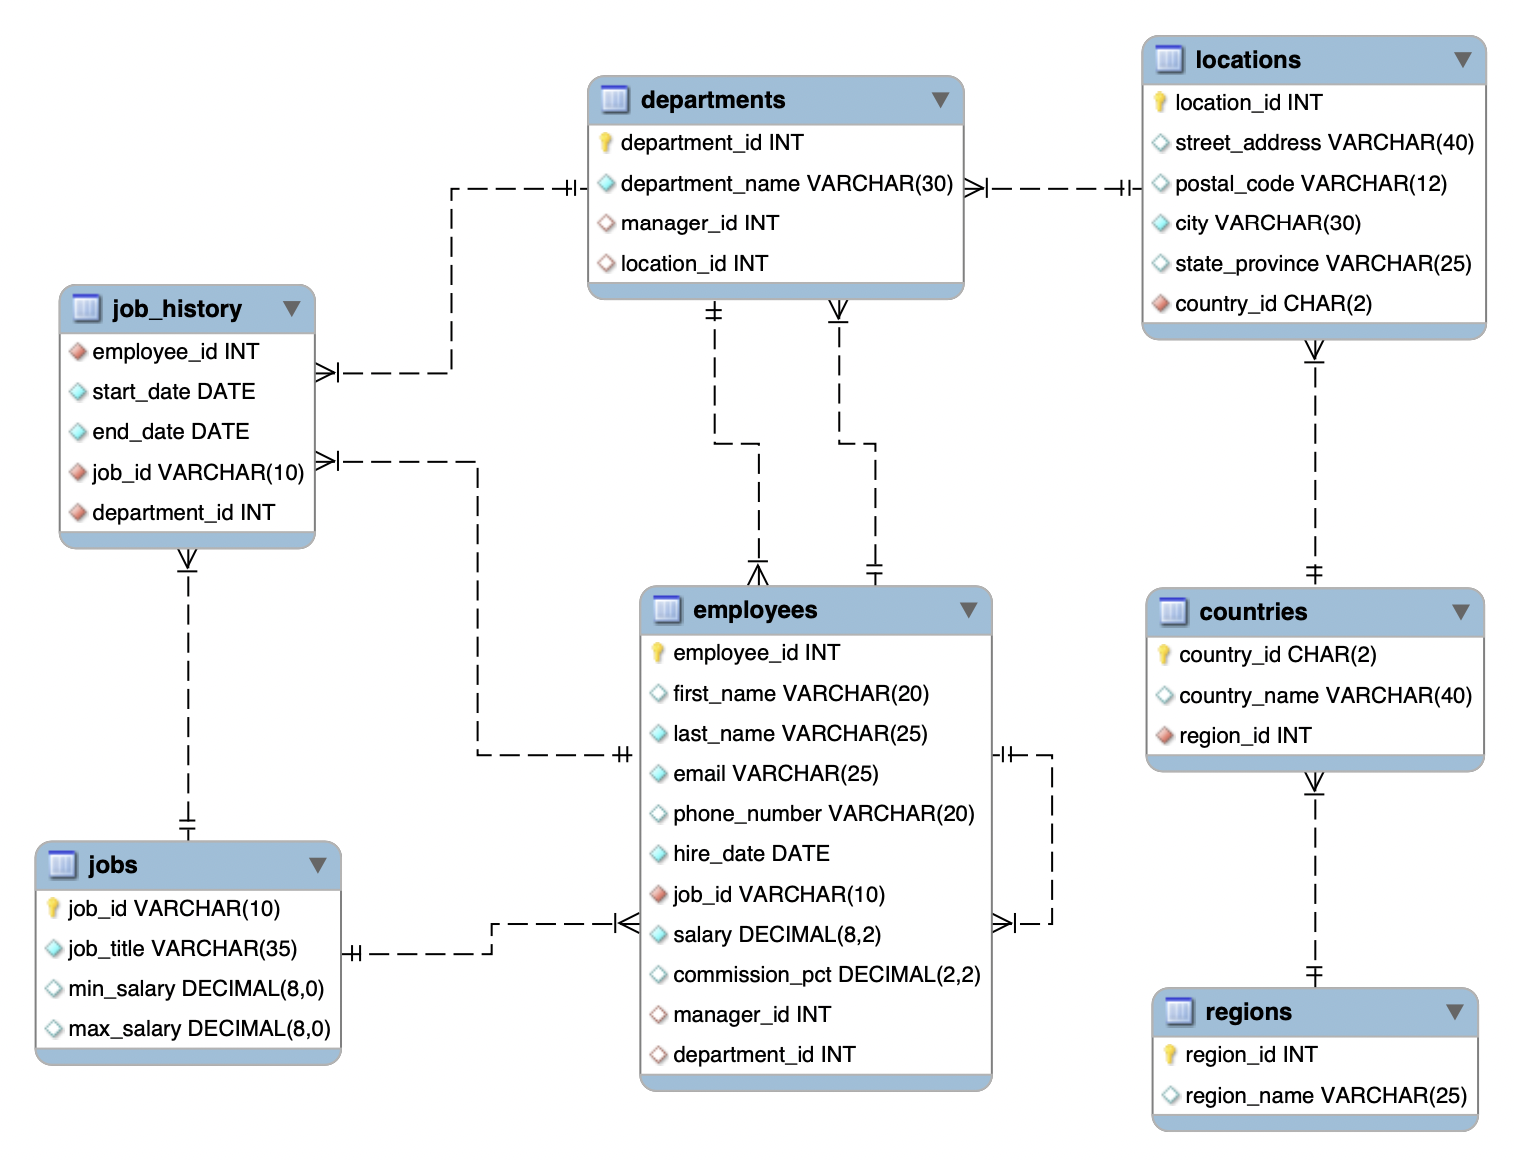 departments
department_id INT
department_name VARCHAR(30)
manager_id INT
location_id INT
locations
location_id INT
street_address VARCHAR(40)
postal_code VARCHAR(12)
city VARCHAR(30)
state_province VARCHAR(25)
country_id CHAR(2)
job_history
employee_id INT
start_date DATE
end_date DATE
job_id VARCHAR(10)
department_id INT
employees
employee_id INT
first_name VARCHAR(20)
last_name VARCHAR(25)
email VARCHAR(25)
phone_number VARCHAR(20)
hire_date DATE
job_id VARCHAR(10)
salary DECIMAL(8,2)
commission_pct DECIMAL(2,2)
manager_id INT
department_id INT
countries
country_id CHAR(2)
country_name VARCHAR(40)
region_id INT
jobs
job_id VARCHAR(10)
job_title VARCHAR(35)
min_salary DECIMAL(8,0)
max_salary DECIMAL(8,0)
regions
region_id INT
region_name VARCHAR(25)